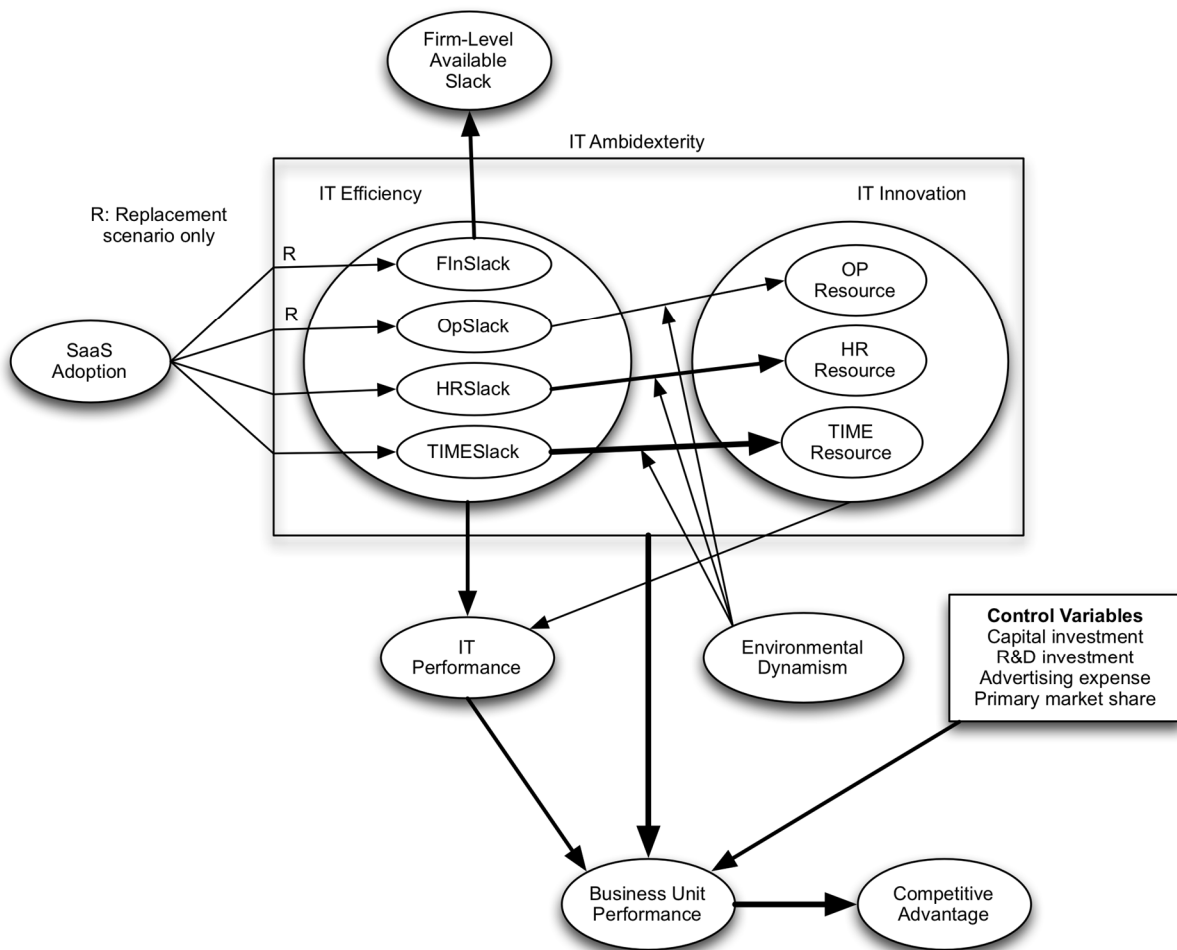 Firm-Level
Available
Slack
IT Ambidexterity
IT Efficiency
IT Innovation
R: Replacement
scenario only
R
FInSlack
OP
Resource
R
OpSlack
SaaS
Adoption
HRSlack
HR
Resource
TIMESlack
TIME
Resource
IT
Performance
Environmental
Dynamism
Control Variables
Capital investment
R&D investment
Advertising expense
Primary market share
Business Unit
Performance
Competitive
Advantage